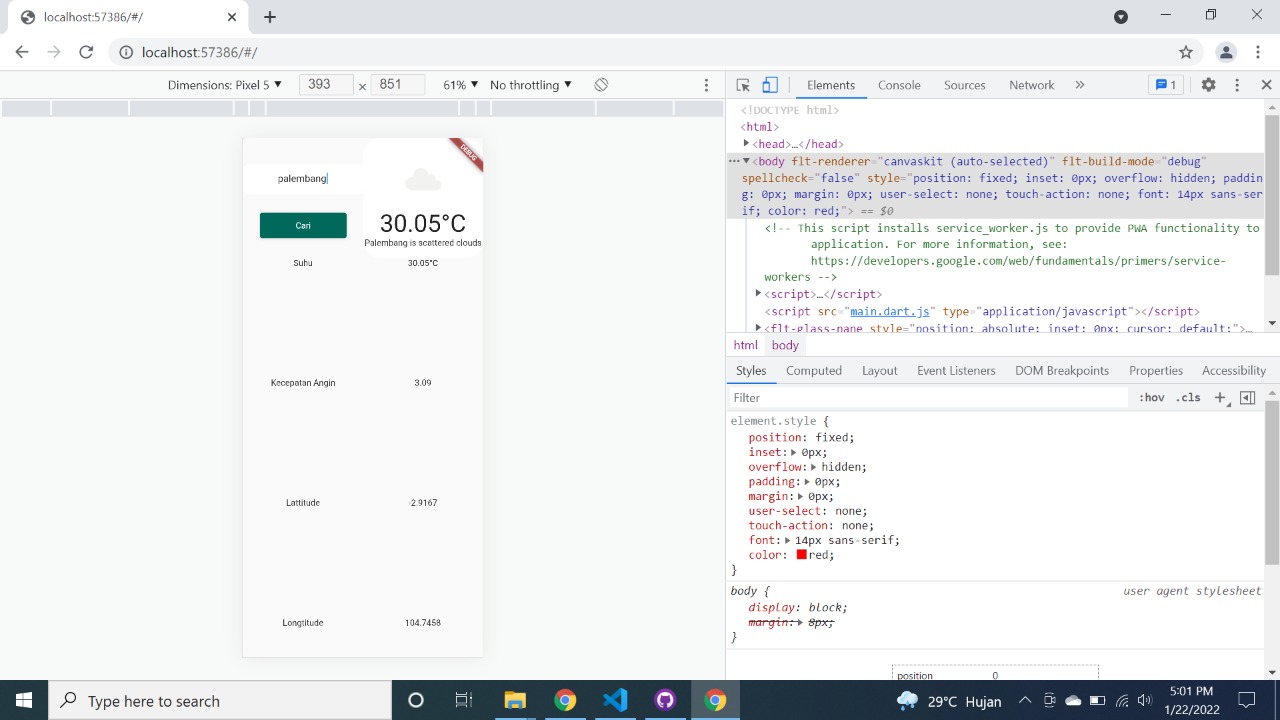 localhost:57386/#/
localhost:57386/#/
Dimensions: Pixel 5 ▼ 393 × 851 61% ▼ No throttling ▼
palembang
Cari
DEBUG
30.05°C
Palembang is scattered clouds
Suhu 30.05°C
Kecepatan Angin 3.09
Lattitude -2.9167
Longtitude 104.7458
Elements Console Sources Network » 1
<!DOCTYPE html>
<html>
<head>…</head>
<body flt-renderer="canvaskit (auto-selected)" flt-build-mode="debug"
spellcheck="false" style="position: fixed; inset: 0px; overflow: hidden; paddin
g: 0px; margin: 0px; user-select: none; touch-action: none; font: 14px sans-ser
if; color: red;"> == $0
<!-- This script installs service_worker.js to provide PWA functionality to
application. For more information, see:
https://developers.google.com/web/fundamentals/primers/service-
workers -->
<script>…</script>
<script src="main.dart.js" type="application/javascript"></script>
<flt-glass-pane style="position: absolute; inset: 0px; cursor: default;">…
html body
Styles Computed Layout Event Listeners DOM Breakpoints Properties Accessibility
Filter :hov .cls +
element.style {
position: fixed;
inset: 0px;
overflow: hidden;
padding: 0px;
margin: 0px;
user-select: none;
touch-action: none;
font: 14px sans-serif;
color: red;
}
body { user agent stylesheet
display: block;
margin: 8px;
}
position 0
Type here to search
29°C Hujan
5:01 PM
1/22/2022